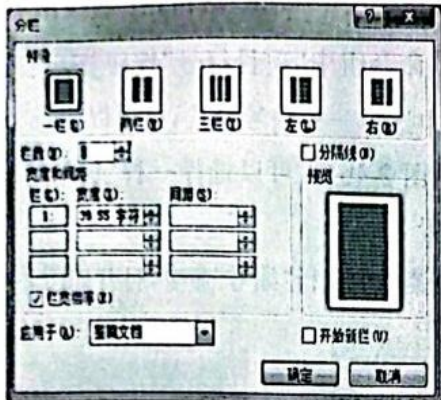 分栏
预设
一栏(O) 两栏(W) 三栏(T) 左(L) 右(R)
栏数(N): 1 分隔线(B)
宽度和间距 预览
栏(C): 宽度(I): 间距(S):
1: 39.55 字符
栏宽相等(E)
应用于(A): 整篇文档 开始新栏(U)
确定 取消